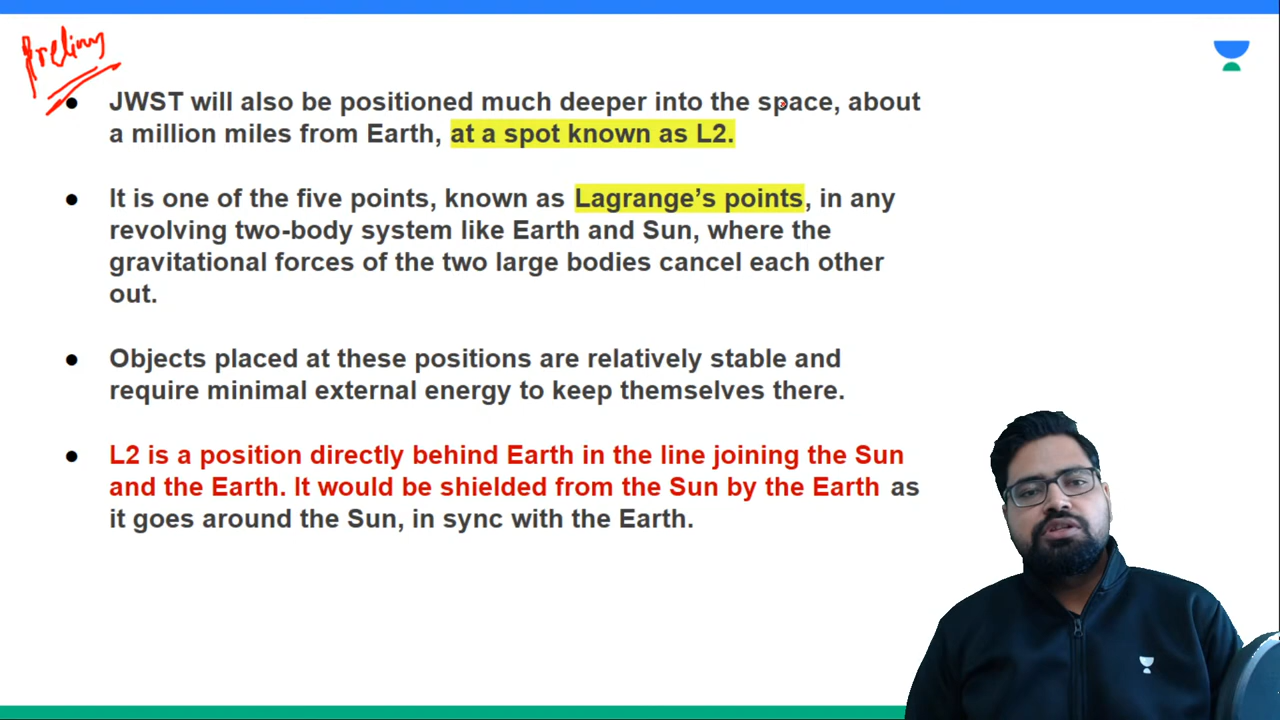 Prelims
JWST will also be positioned much deeper into the space, about
a million miles from Earth, at a spot known as L2.
It is one of the five points, known as Lagrange’s points, in any
revolving two-body system like Earth and Sun, where the
gravitational forces of the two large bodies cancel each other
out.
Objects placed at these positions are relatively stable and
require minimal external energy to keep themselves there.
L2 is a position directly behind Earth in the line joining the Sun
and the Earth. It would be shielded from the Sun by the Earth as
it goes around the Sun, in sync with the Earth.